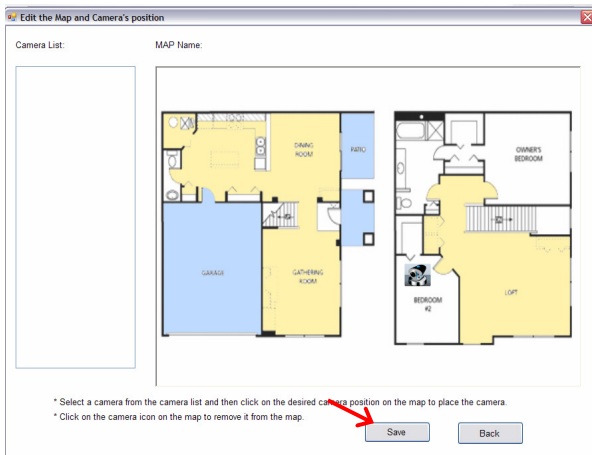 Edit the Map and Camera's position
Camera List:
MAP Name:
DINING
ROOM
PATIO
OWNER'S
BEDROOM
GARAGE
GATHERING
ROOM
BEDROOM
#2
LOFT
* Select a camera from the camera list and then click on the desired camera position on the map to place the camera.
* Click on the camera icon on the map to remove it from the map.
Save
Back